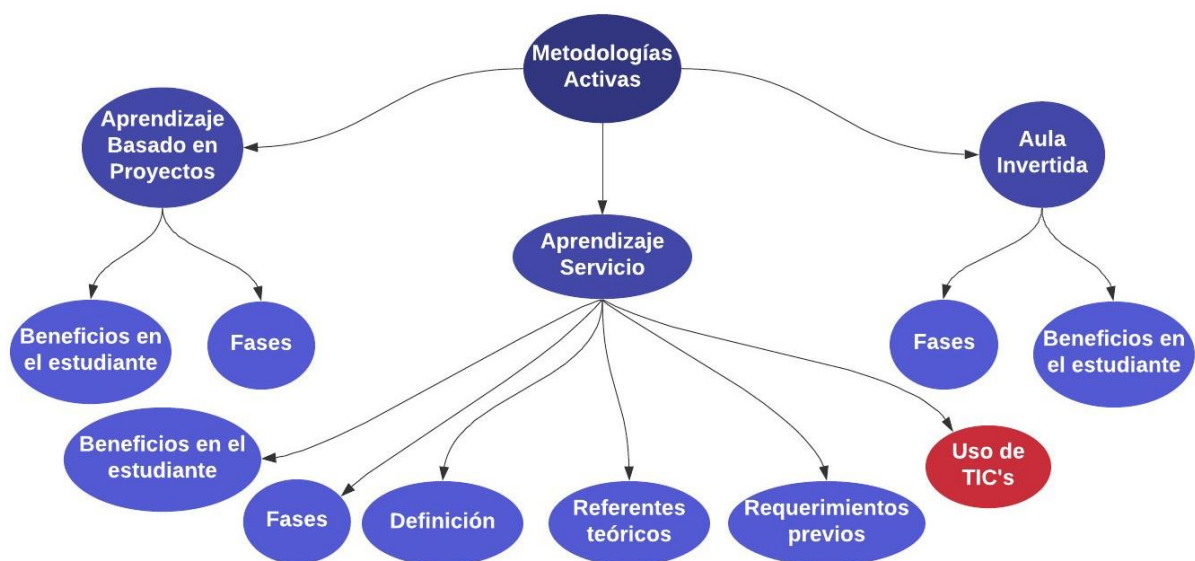 Metodologías
Activas
Aprendizaje
Basado en
Proyectos
Aula
Invertida
Aprendizaje
Servicio
Beneficios en
el estudiante
Fases
Fases
Beneficios en
el estudiante
Beneficios en el
estudiante
Fases
Definición
Referentes
teóricos
Requerimientos
previos
Uso de
TIC's